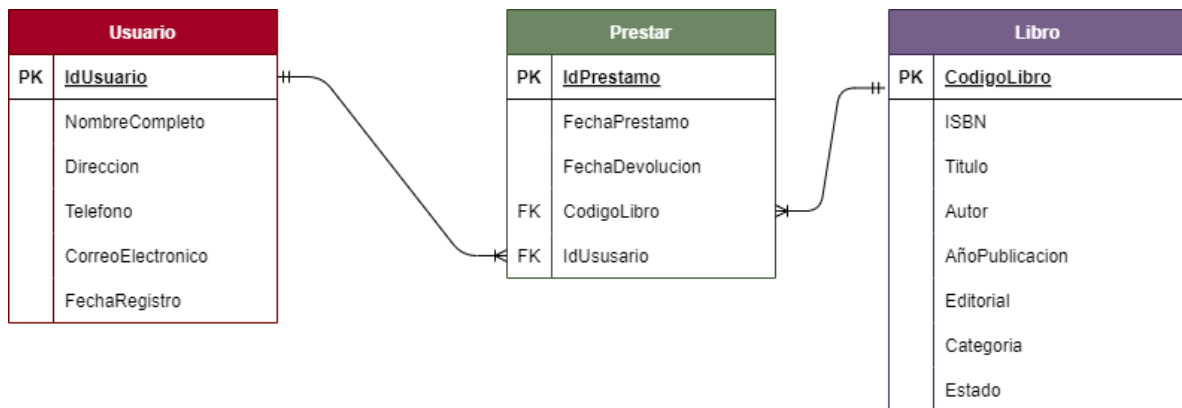 Usuario
PK IdUsuario
NombreCompleto
Direccion
Telefono
CorreoElectronico
FechaRegistro
Prestar
PK IdPrestamo
FechaPrestamo
FechaDevolucion
FK CodigoLibro
FK IdUsusario
Libro
PK CodigoLibro
ISBN
Titulo
Autor
AñoPublicacion
Editorial
Categoria
Estado